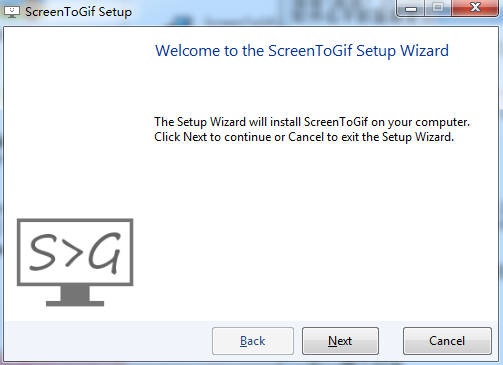 ScreenToGif Setup
Welcome to the ScreenToGif Setup Wizard
The Setup Wizard will install ScreenToGif on your computer.
Click Next to continue or Cancel to exit the Setup Wizard.
S>G
Back
Next
Cancel